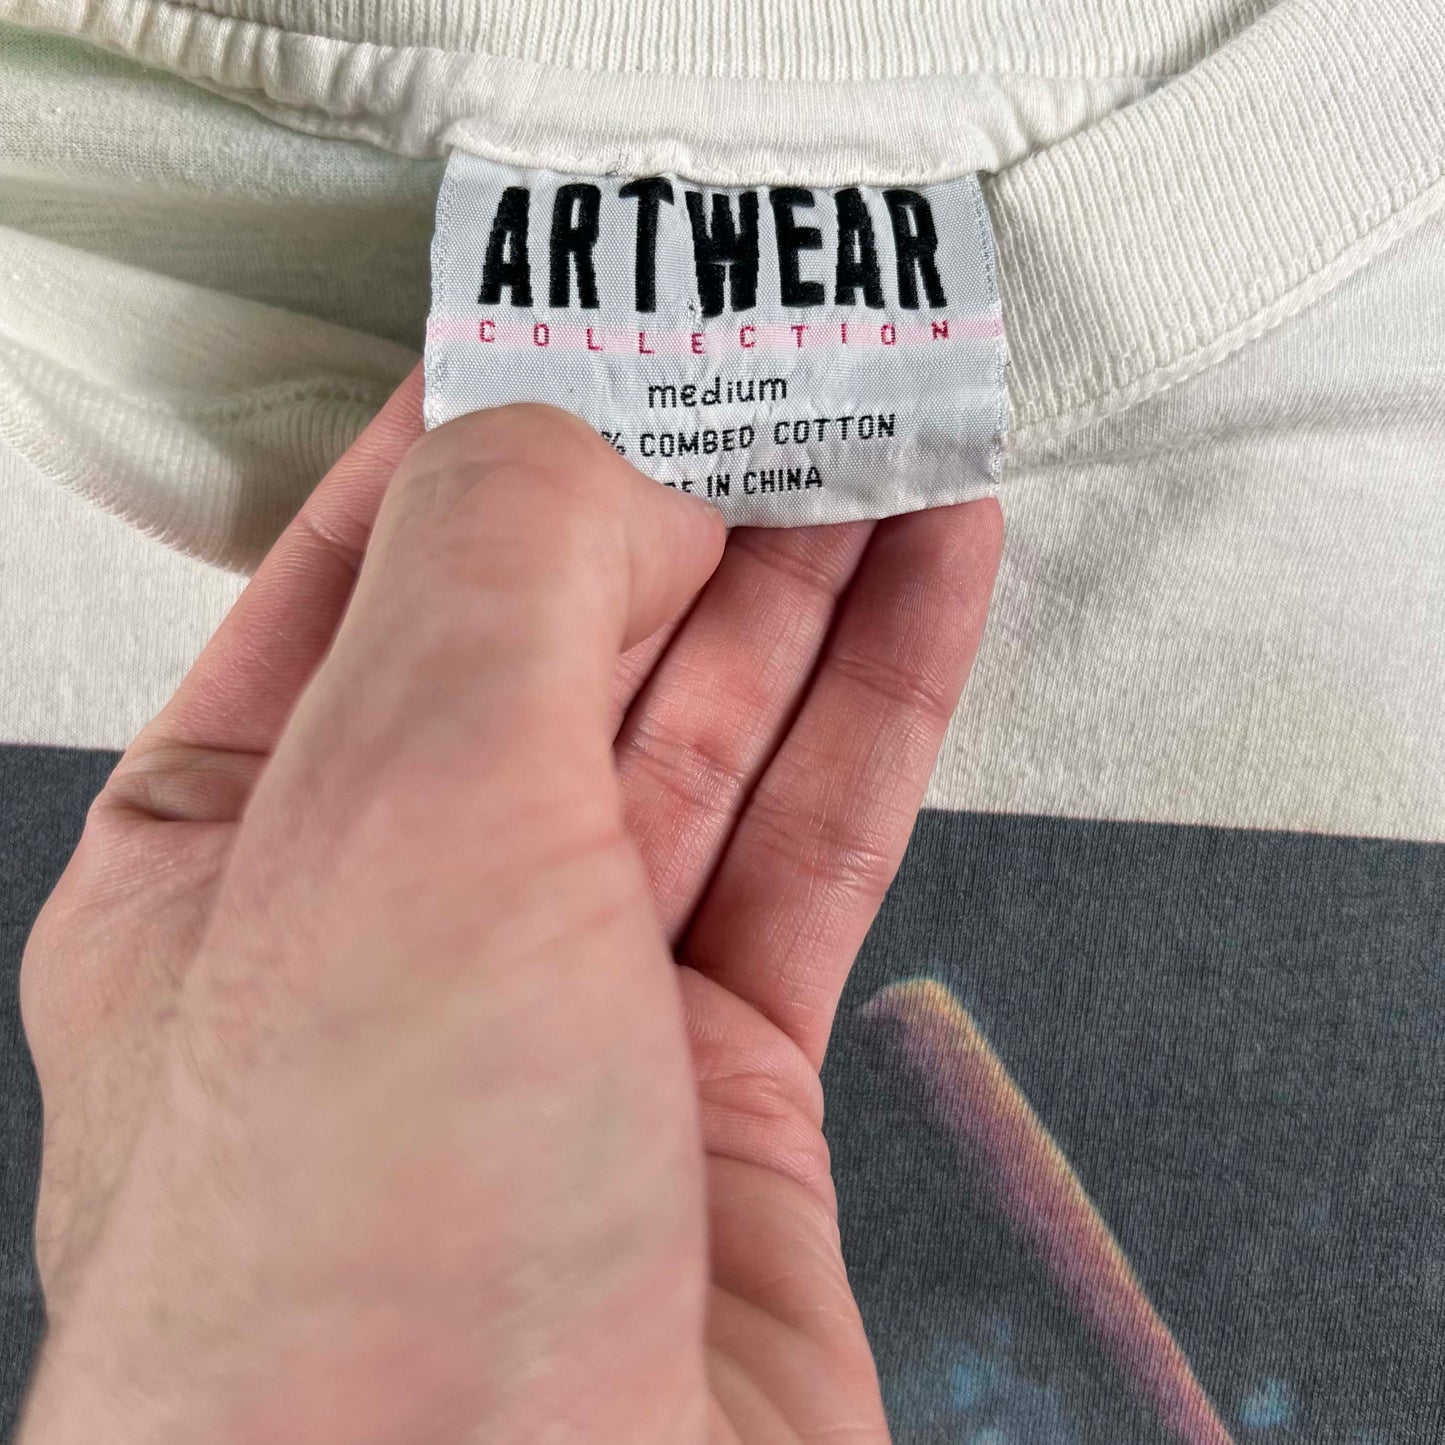 ARTWEAR
COLLECTION
medium
% COMBED COTTON
IN CHINA